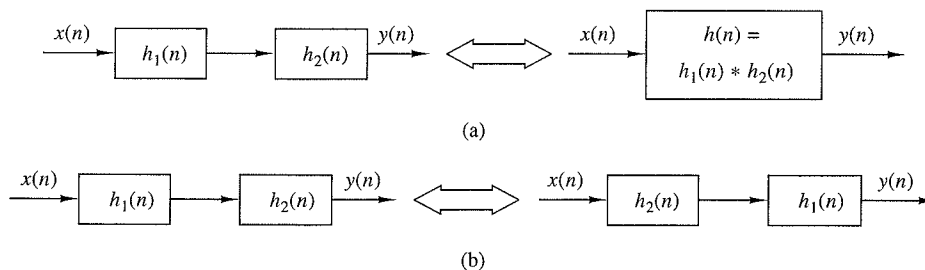 x(n) h₁(n) h₂(n) y(n) x(n) h(n) = y(n)
h₁(n) * h₂(n)
(a)
x(n) h₁(n) h₂(n) y(n) x(n) h₂(n) h₁(n) y(n)
(b)